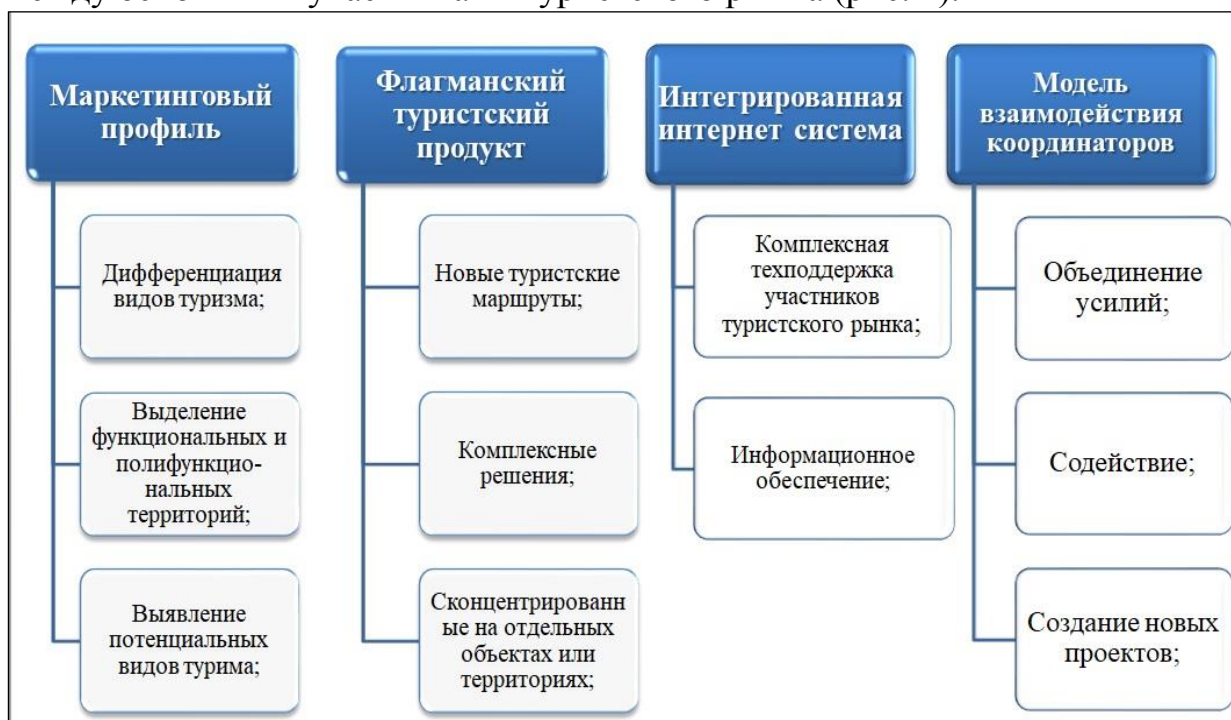 Маркетинговый
профиль
Дифференциация
видов туризма;
Выделение
функциональных и
полифункцио-
нальных
территорий;
Выявление
потенциальных
видов турима;
Флагманский
туристский
продукт
Новые туристские
маршруты;
Комплексные
решения;
Сконцентрированн
ые на отдельных
объектах или
территориях;
Интегрированная
интернет система
Комплексная
техподдержка
участников
туристского рынка;
Информационное
обеспечение;
Модель
взаимодействия
координаторов
Объединение
усилий;
Содействие;
Создание новых
проектов;